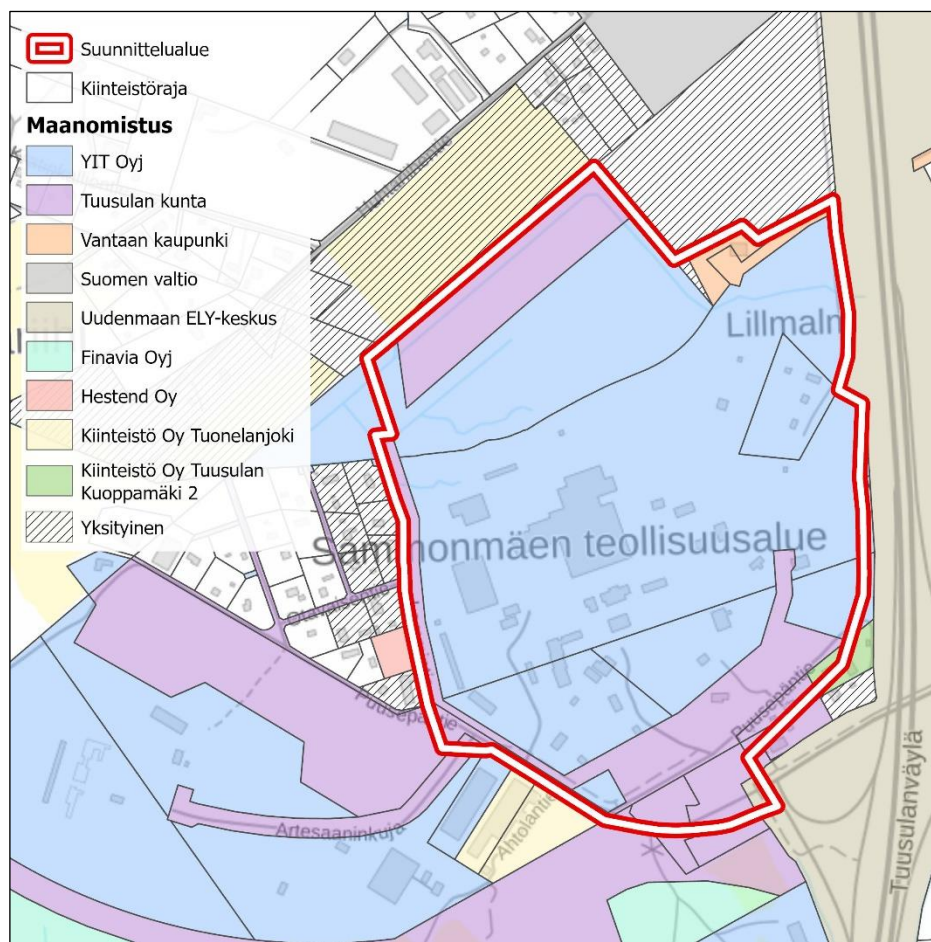 Suunnittelualue
Kiinteistöraja
Maanomistus
YIT Oyj
Tuusulan kunta
Vantaan kaupunki
Suomen valtio
Uudenmaan ELY-keskus
Finavia Oyj
Hestend Oy
Kiinteistö Oy Tuonelanjoki
Kiinteistö Oy Tuusulan
Kuoppamäki 2
Yksityinen
Lillmalm
Sammonmäen teollisuusalue
Puusepäntie
Puusepäntie
Artesaaninkuja
Ahtolantie
Tuusulanväylä